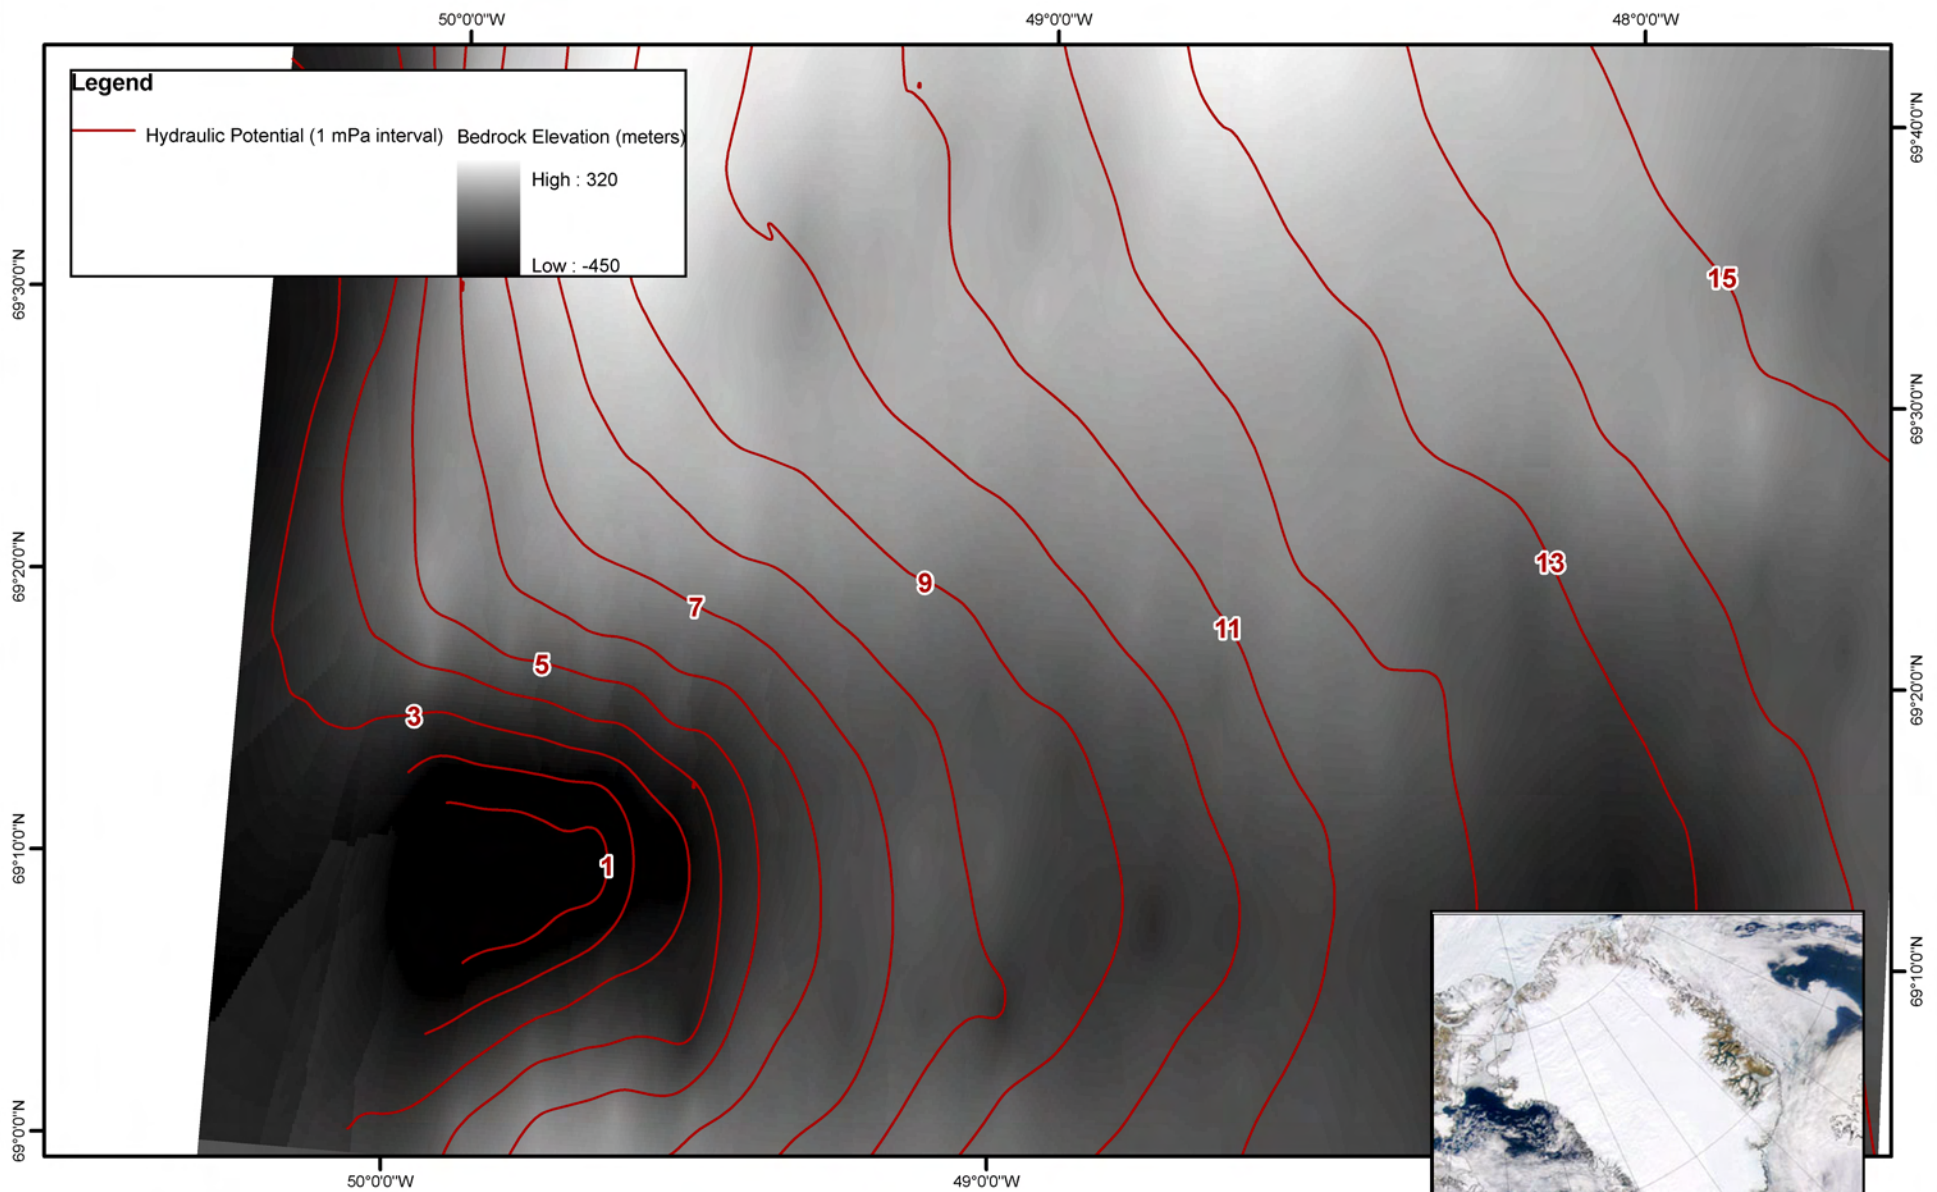 50°0'0"W 49°0'0"W 48°0'0"W
Legend
Hydraulic Potential (1 mPa interval) Bedrock Elevation (meters)
High : 320
Low : -450
69°40'0"N
69°30'0"N
15
69°30'0"N
69°20'0"N
13
9
7
11
5
69°20'0"N
3
69°10'0"N
1
69°10'0"N
69°0'0"N
50°0'0"W 49°0'0"W